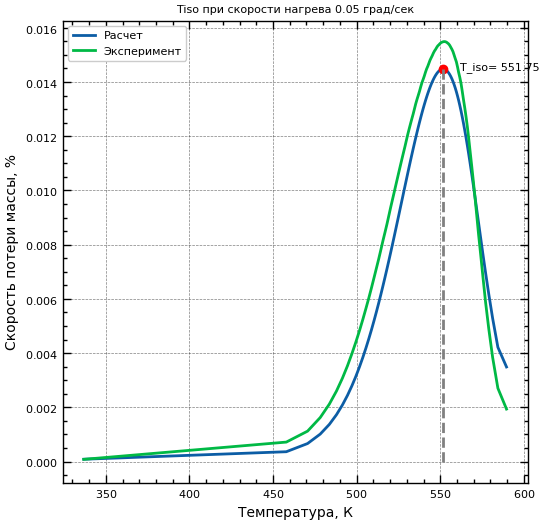 Tiso при скорости нагрева 0.05 град/сек
Расчет
Эксперимент
T_iso= 551.75
Скорость потери массы, %
0.016
0.014
0.012
0.010
0.008
0.006
0.004
0.002
0.000
350 400 450 500 550 600
Температура, К